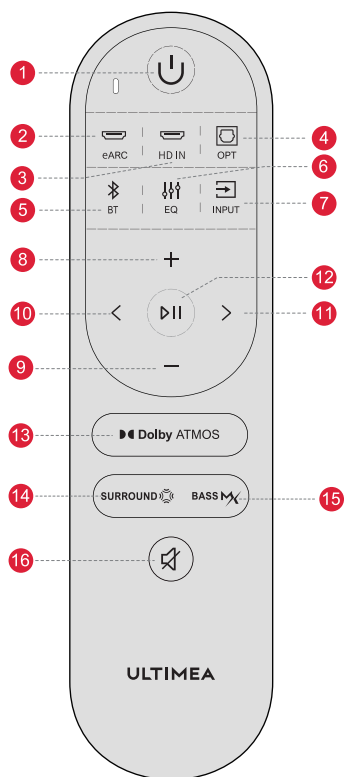 1
2
eARC
HD IN
OPT
4
3
6
5
BT
EQ
INPUT
7
8
+
12
10
11
9
−
13
Dolby ATMOS
14
SURROUND
BASS MX
15
16
ULTIMEA